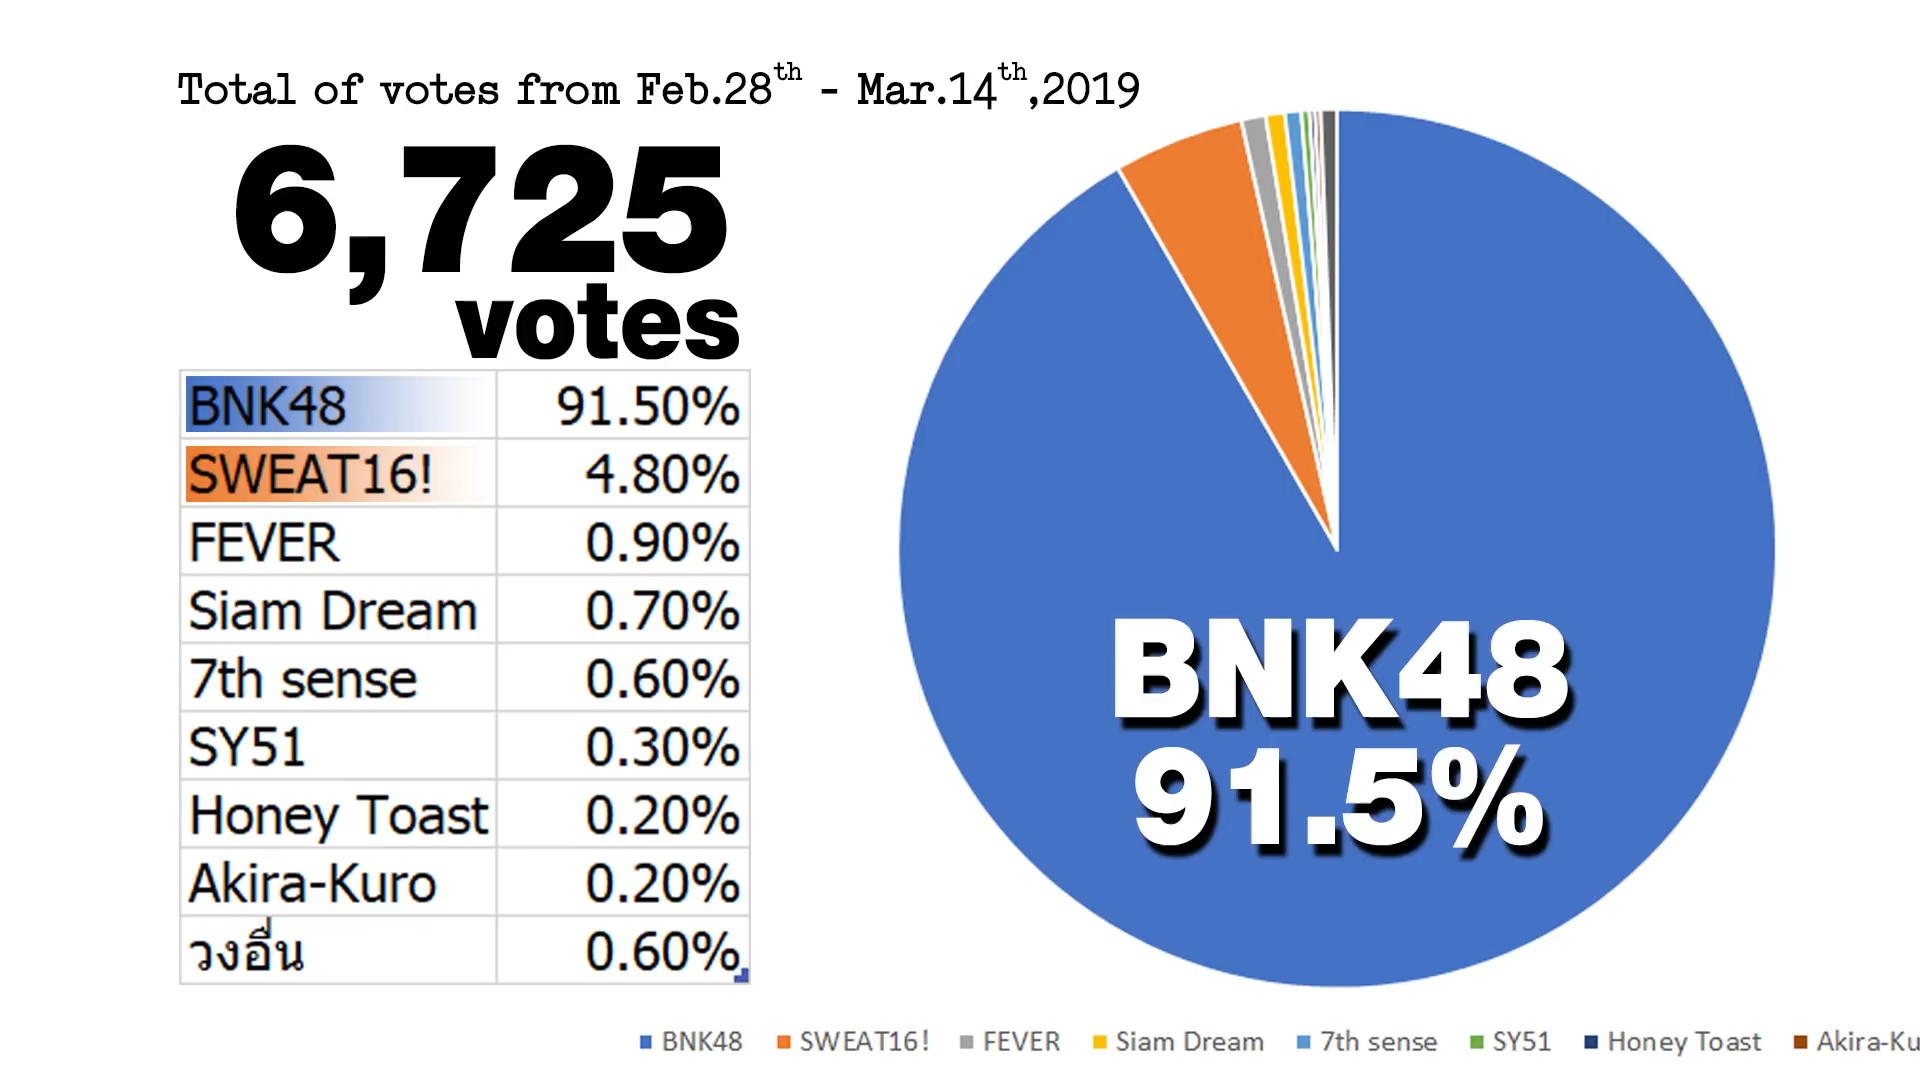 Total of votes from Feb.28th - Mar.14th,2019
6,725
votes
BNK48 91.50%
SWEAT16! 4.80%
FEVER 0.90%
Siam Dream 0.70%
7th sense 0.60%
SY51 0.30%
Honey Toast 0.20%
Akira-Kuro 0.20%
วงอื่น 0.60%
BNK48
91.5%
BNK48 SWEAT16! FEVER Siam Dream 7th sense SY51 Honey Toast Akira-Ku